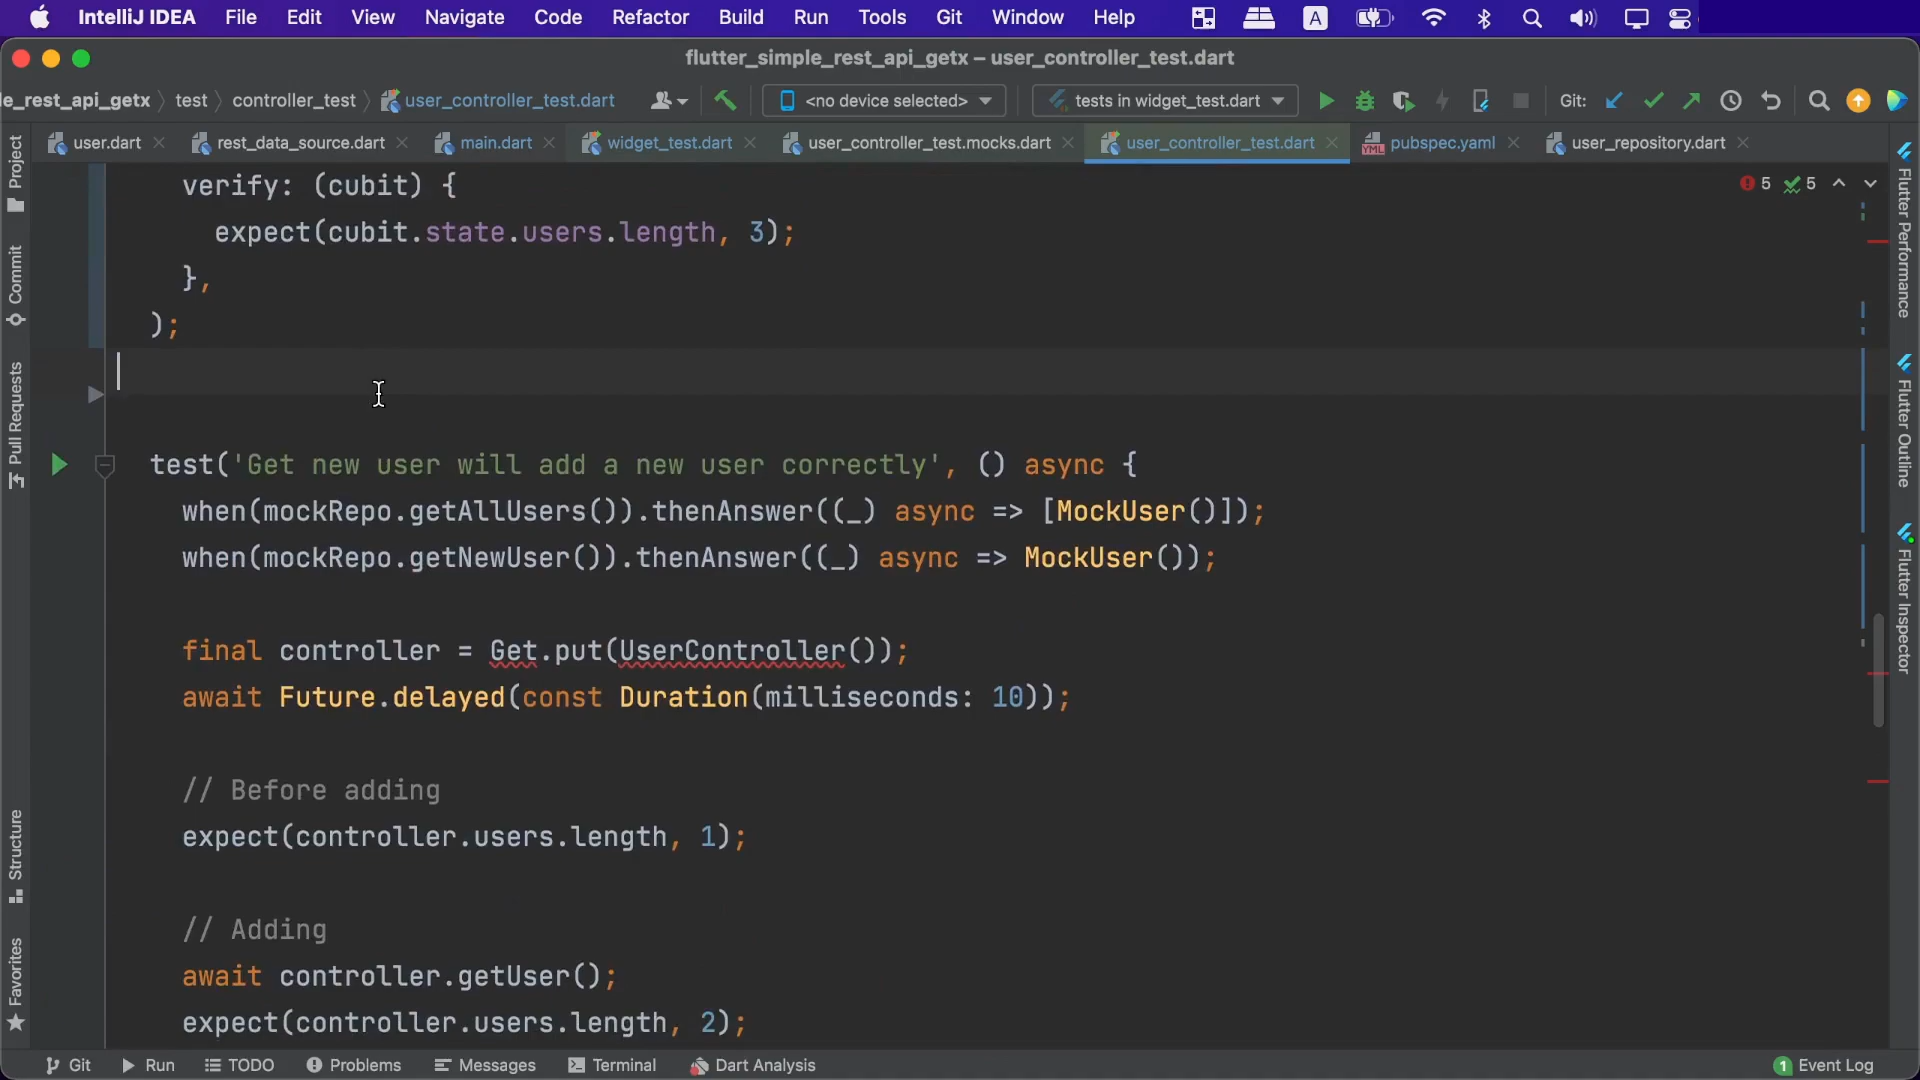 IntelliJ IDEA File Edit View Navigate Code Refactor Build Run Tools Git Window Help A
flutter_simple_rest_api_getx – user_controller_test.dart
le_rest_api_getx test controller_test user_controller_test.dart <no device selected> tests in widget_test.dart Git:
user.dart rest_data_source.dart main.dart widget_test.dart user_controller_test.mocks.dart user_controller_test.dart pubspec.yaml user_repository.dart
5 5
verify: (cubit) {
expect(cubit.state.users.length, 3);
},
);
test('Get new user will add a new user correctly', () async {
when(mockRepo.getAllUsers()).thenAnswer((_) async => [MockUser()]);
when(mockRepo.getNewUser()).thenAnswer((_) async => MockUser());
final controller = Get.put(UserController());
await Future.delayed(const Duration(milliseconds: 10));
// Before adding
expect(controller.users.length, 1);
// Adding
await controller.getUser();
expect(controller.users.length, 2);
Project
Commit
Pull Requests
Structure
Favorites
Flutter Performance
Flutter Outline
Flutter Inspector
Git Run TODO Problems Messages Terminal Dart Analysis 1 Event Log